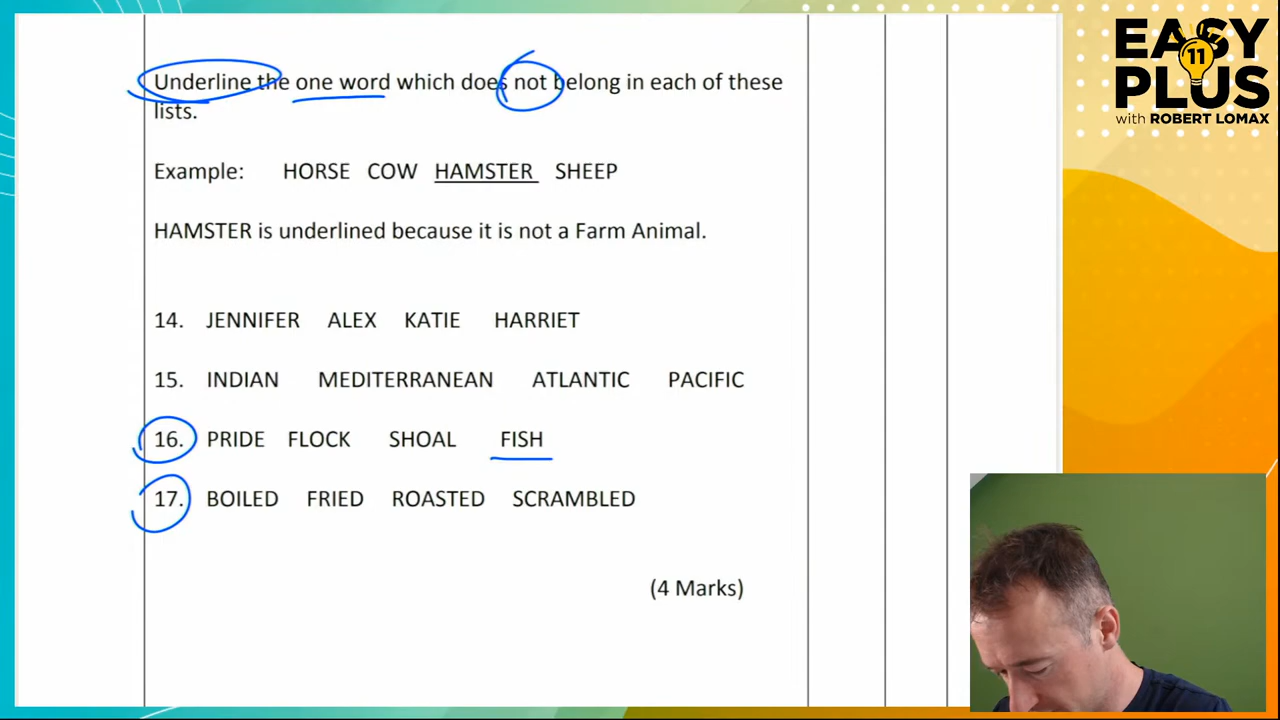 EASY
11
PLUS
with ROBERT LOMAX
Underline the one word which does not belong in each of these
lists.
Example: HORSE COW HAMSTER SHEEP
HAMSTER is underlined because it is not a Farm Animal.
14. JENNIFER ALEX KATIE HARRIET
15. INDIAN MEDITERRANEAN ATLANTIC PACIFIC
16. PRIDE FLOCK SHOAL FISH
17. BOILED FRIED ROASTED SCRAMBLED
(4 Marks)